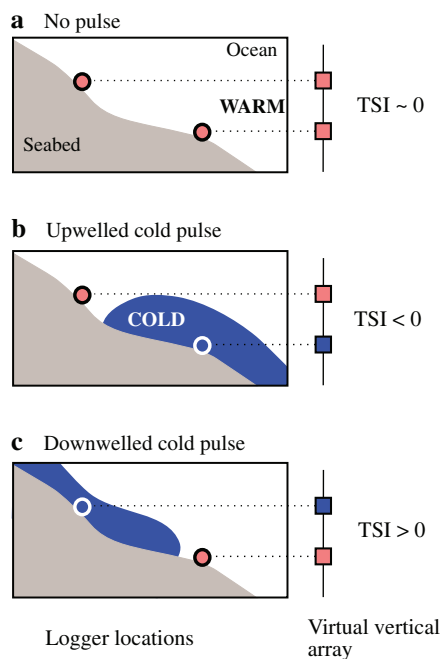 a No pulse
Ocean
WARM
Seabed
TSI ~ 0
b Upwelled cold pulse
COLD
TSI < 0
c Downwelled cold pulse
TSI > 0
Logger locations
Virtual vertical
array